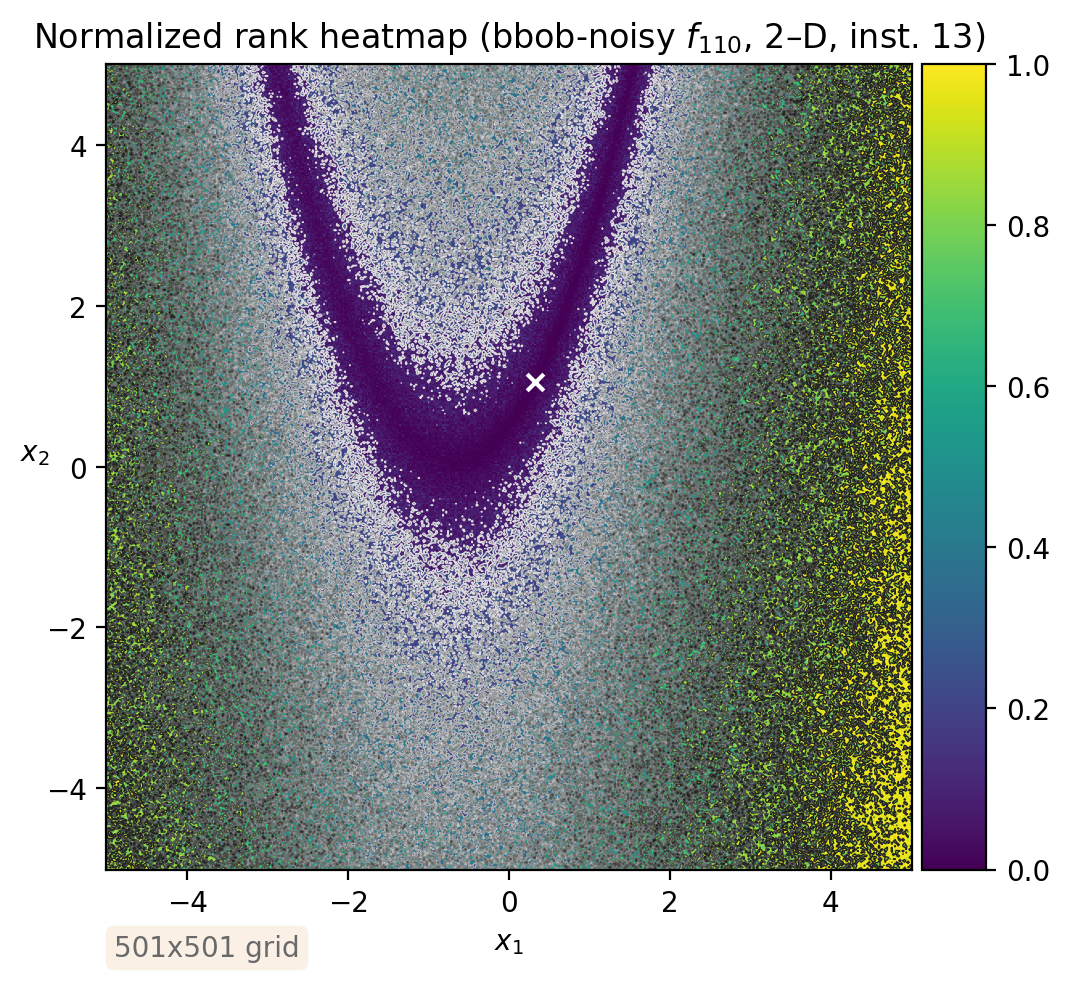 Normalized rank heatmap (bbob-noisy f₁₁₀, 2–D, inst. 13)
1.0
0.8
0.6
0.4
0.2
0.0
4
2
0
−2
−4
x₂
−4 −2 0 2 4
x₁
501x501 grid